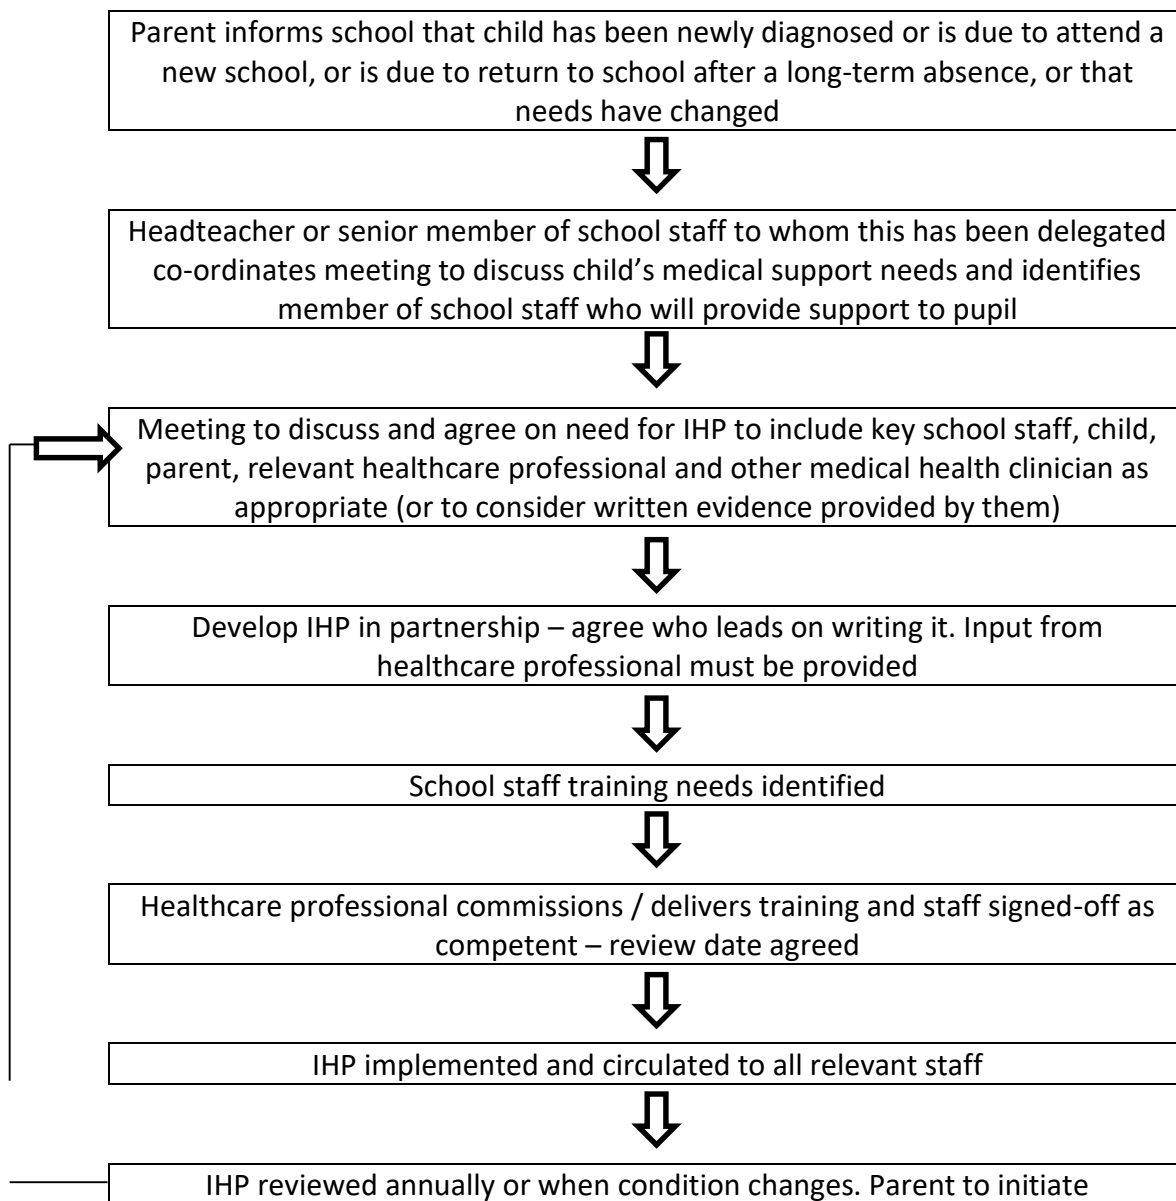 Parent informs school that child has been newly diagnosed or is due to attend a
new school, or is due to return to school after a long-term absence, or that
needs have changed
Headteacher or senior member of school staff to whom this has been delegated
co-ordinates meeting to discuss child’s medical support needs and identifies
member of school staff who will provide support to pupil
Meeting to discuss and agree on need for IHP to include key school staff, child,
parent, relevant healthcare professional and other medical health clinician as
appropriate (or to consider written evidence provided by them)
Develop IHP in partnership – agree who leads on writing it. Input from
healthcare professional must be provided
School staff training needs identified
Healthcare professional commissions / delivers training and staff signed-off as
competent – review date agreed
IHP implemented and circulated to all relevant staff
IHP reviewed annually or when condition changes. Parent to initiate